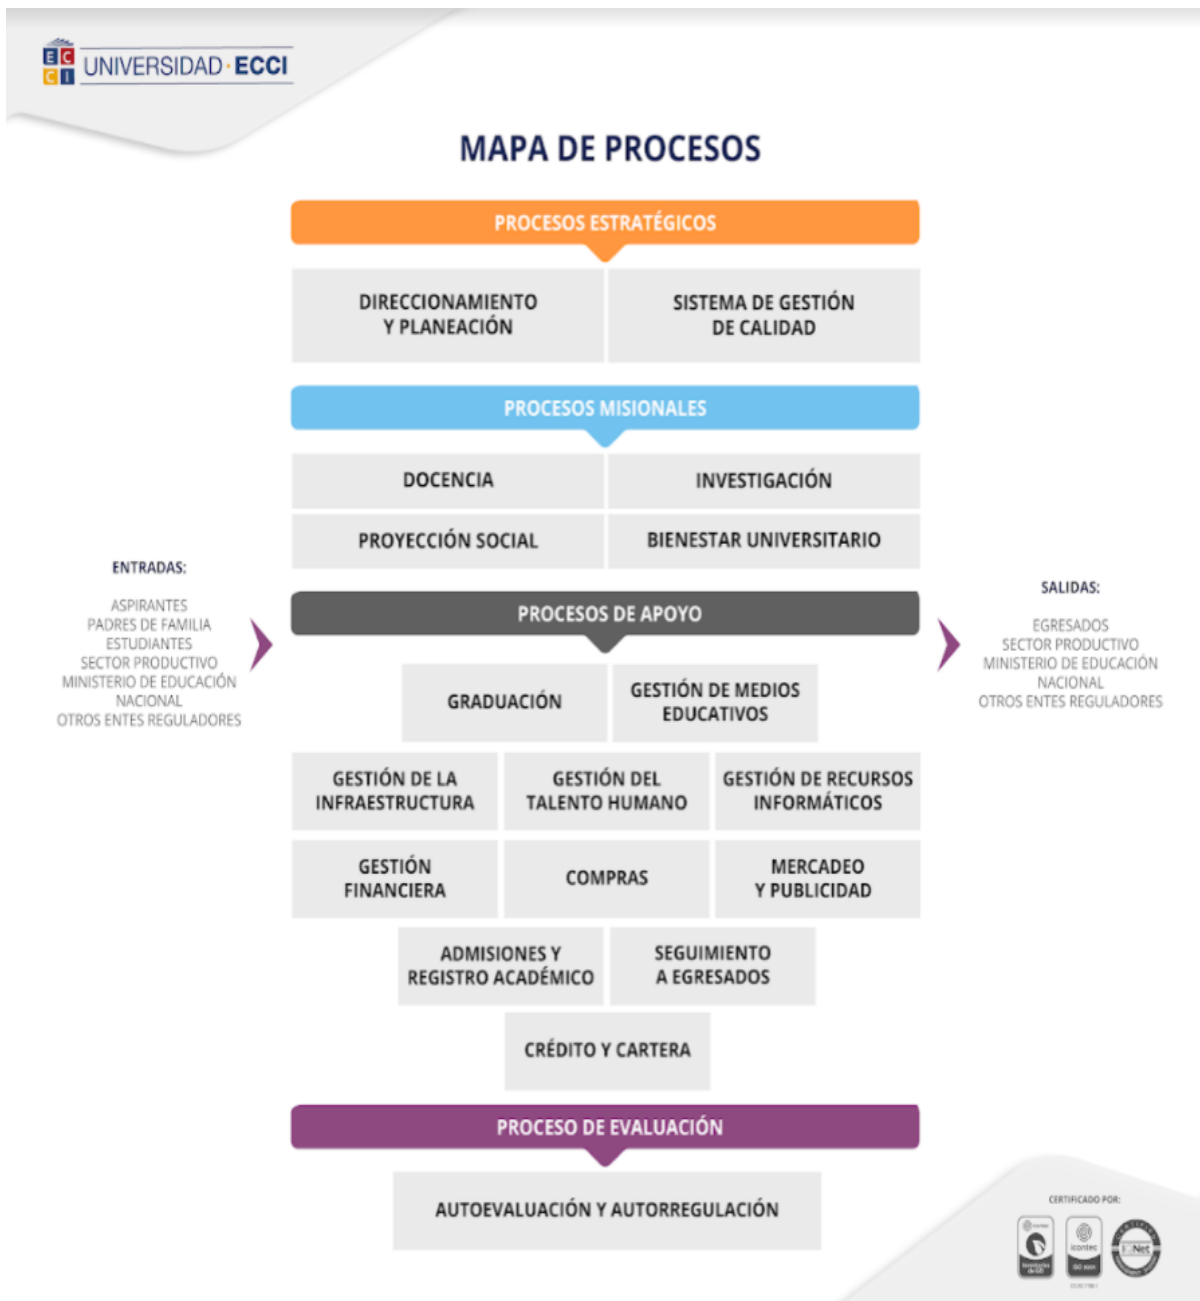 E C
C I
UNIVERSIDAD · ECCI
MAPA DE PROCESOS
PROCESOS ESTRATÉGICOS
DIRECCIONAMIENTO
Y PLANEACIÓN
SISTEMA DE GESTIÓN
DE CALIDAD
PROCESOS MISIONALES
DOCENCIA
INVESTIGACIÓN
PROYECCIÓN SOCIAL
BIENESTAR UNIVERSITARIO
ENTRADAS:
ASPIRANTES
PADRES DE FAMILIA
ESTUDIANTES
SECTOR PRODUCTIVO
MINISTERIO DE EDUCACIÓN
NACIONAL
OTROS ENTES REGULADORES
PROCESOS DE APOYO
GRADUACIÓN
GESTIÓN DE MEDIOS
EDUCATIVOS
GESTIÓN DE LA
INFRAESTRUCTURA
GESTIÓN DEL
TALENTO HUMANO
GESTIÓN DE RECURSOS
INFORMÁTICOS
GESTIÓN
FINANCIERA
COMPRAS
MERCADEO
Y PUBLICIDAD
ADMISIONES Y
REGISTRO ACADÉMICO
SEGUIMIENTO
A EGRESADOS
CRÉDITO Y CARTERA
SALIDAS:
EGRESADOS
SECTOR PRODUCTIVO
MINISTERIO DE EDUCACIÓN
NACIONAL
OTROS ENTES REGULADORES
PROCESO DE EVALUACIÓN
AUTOEVALUACIÓN Y AUTORREGULACIÓN
CERTIFICADO POR:
icontec
icontec
ISO 9001
IQNet